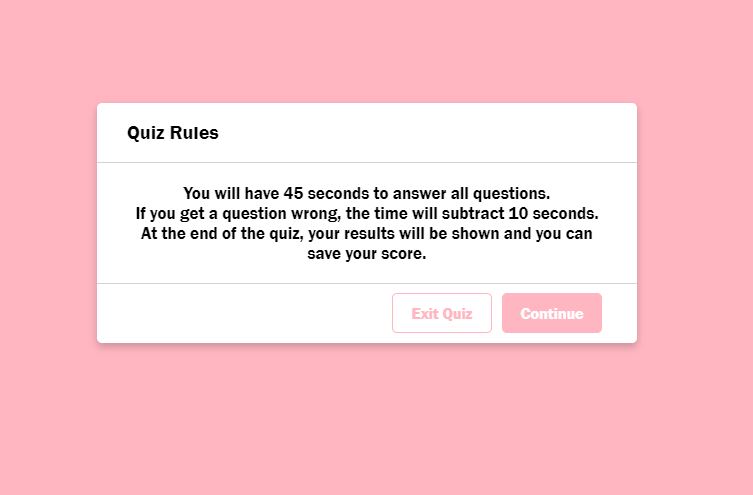 Quiz Rules
You will have 45 seconds to answer all questions.
If you get a question wrong, the time will subtract 10 seconds.
At the end of the quiz, your results will be shown and you can
save your score.
Exit Quiz
Continue